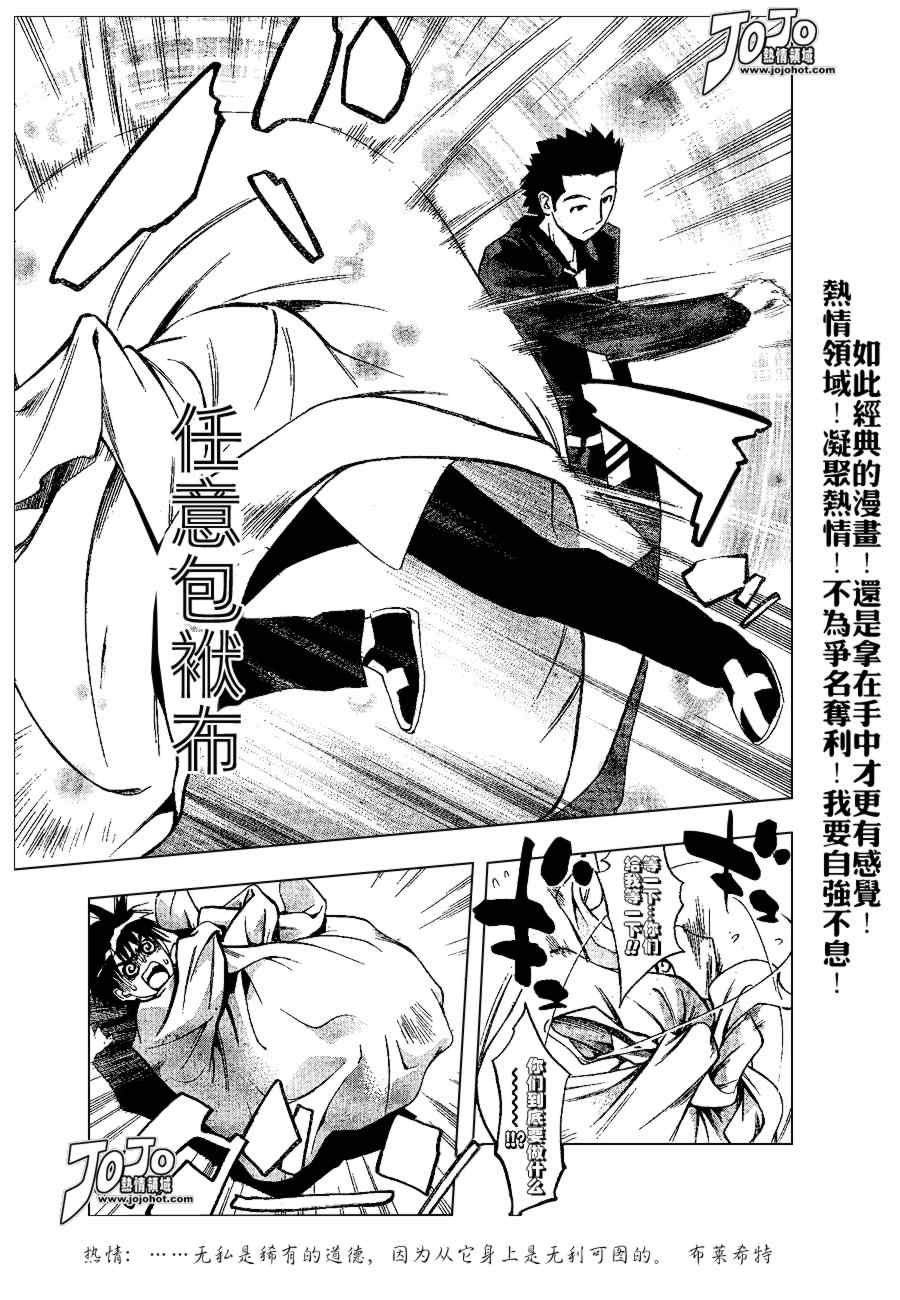 JOJO
熱情領域
www.jojohot.com
如此經典的漫畫！還是拿在手中才更有感覺！
熱情領域！凝聚熱情！不為爭名奪利！我要自強不息！
任意包袱布
等一下…你们
给我等一下!!
你们到底要做什么
～～～～!!?
JOJO
熱情領域
www.jojohot.com
热情：……无私是稀有的道德，因为从它身上是无利可图的。 布莱希特